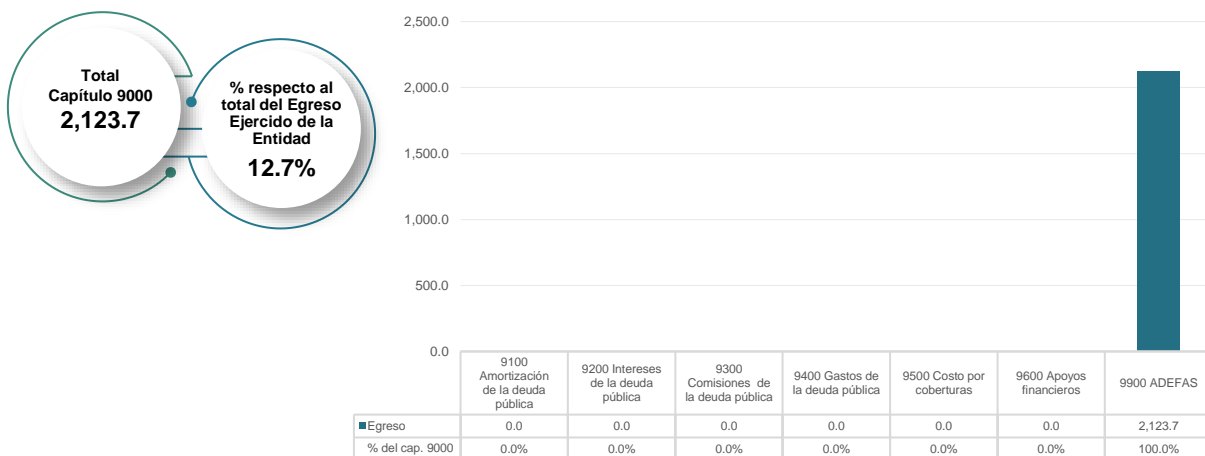 Total
Capítulo 9000
2,123.7
% respecto al
total del Egreso
Ejercido de la
Entidad
12.7%
2,500.0
2,000.0
1,500.0
1,000.0
500.0
0.0
9100
Amortización
de la deuda
pública
9200 Intereses
de la deuda
pública
9300
Comisiones de
la deuda pública
9400 Gastos de
la deuda pública
9500 Costo por
coberturas
9600 Apoyos
financieros
9900 ADEFAS
Egreso 0.0 0.0 0.0 0.0 0.0 0.0 2,123.7
% del cap. 9000 0.0% 0.0% 0.0% 0.0% 0.0% 0.0% 100.0%